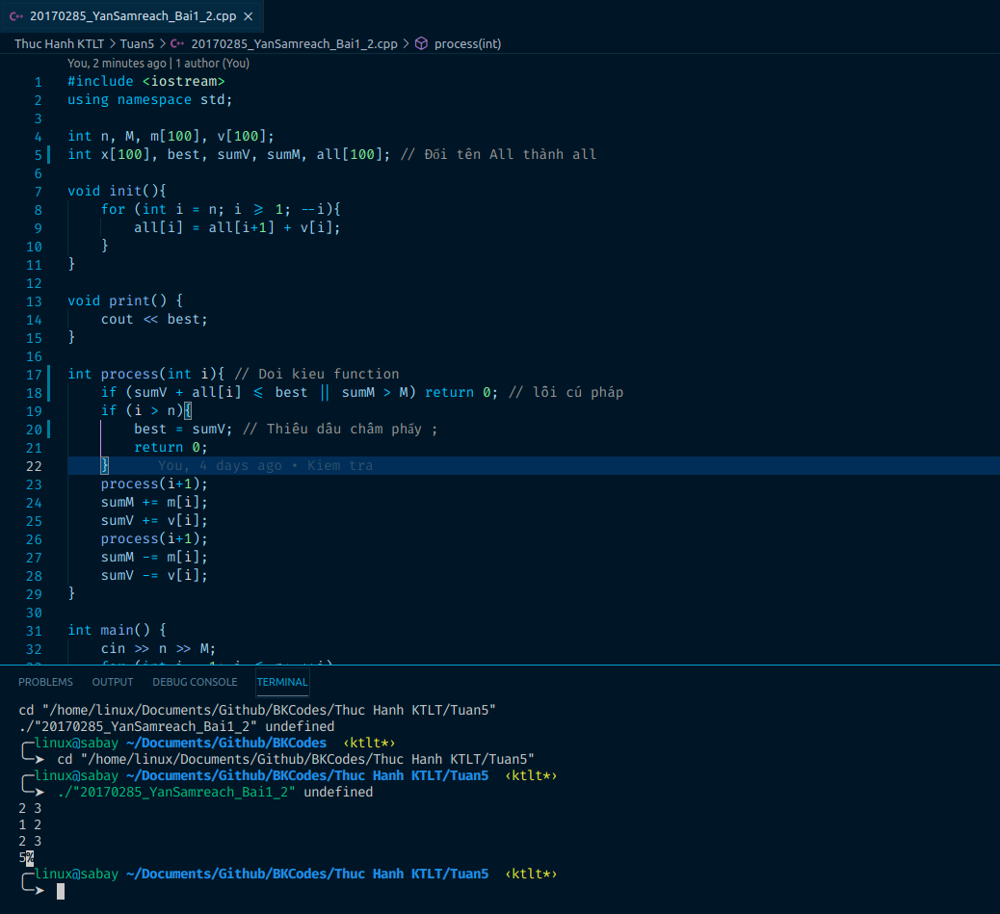 20170285_YanSamreach_Bai1_2.cpp ×
Thuc Hanh KTLT > Tuan5 > 20170285_YanSamreach_Bai1_2.cpp > process(int)
You, 2 minutes ago | 1 author (You)
1 #include <iostream>
2 using namespace std;
3
4 int n, M, m[100], v[100];
5 int x[100], best, sumV, sumM, all[100]; // Đổi tên All thành all
6
7 void init(){
8 for (int i = n; i >= 1; --i){
9 all[i] = all[i+1] + v[i];
10 }
11 }
12
13 void print() {
14 cout << best;
15 }
16
17 int process(int i){ // Doi kieu function
18 if (sumV + all[i] <= best || sumM > M) return 0; // lỗi cú pháp
19 if (i > n){
20 best = sumV; // Thiêu dâu châm phẩy ;
21 return 0;
22 } You, 4 days ago • Kiem tra
23 process(i+1);
24 sumM += m[i];
25 sumV += v[i];
26 process(i+1);
27 sumM -= m[i];
28 sumV -= v[i];
29 }
30
31 int main() {
32 cin >> n >> M;
PROBLEMS OUTPUT DEBUG CONSOLE TERMINAL
cd "/home/linux/Documents/Github/BKCodes/Thuc Hanh KTLT/Tuan5"
./"20170285_YanSamreach_Bai1_2" undefined
linux@sabay ~/Documents/Github/BKCodes ‹ktlt*›
cd "/home/linux/Documents/Github/BKCodes/Thuc Hanh KTLT/Tuan5"
linux@sabay ~/Documents/Github/BKCodes/Thuc Hanh KTLT/Tuan5 ‹ktlt*›
./"20170285_YanSamreach_Bai1_2" undefined
2 3
1 2
2 3
5%
linux@sabay ~/Documents/Github/BKCodes/Thuc Hanh KTLT/Tuan5 ‹ktlt*›